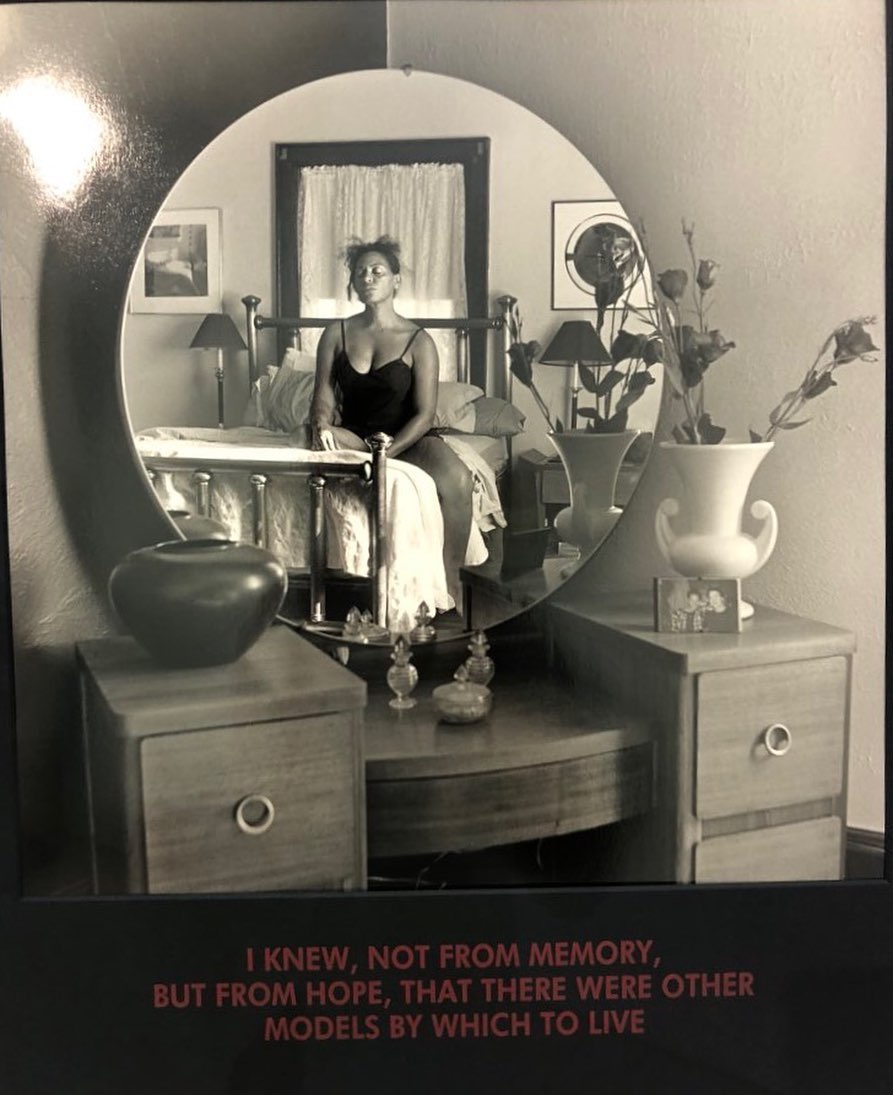 I KNEW, NOT FROM MEMORY,
BUT FROM HOPE, THAT THERE WERE OTHER
MODELS BY WHICH TO LIVE